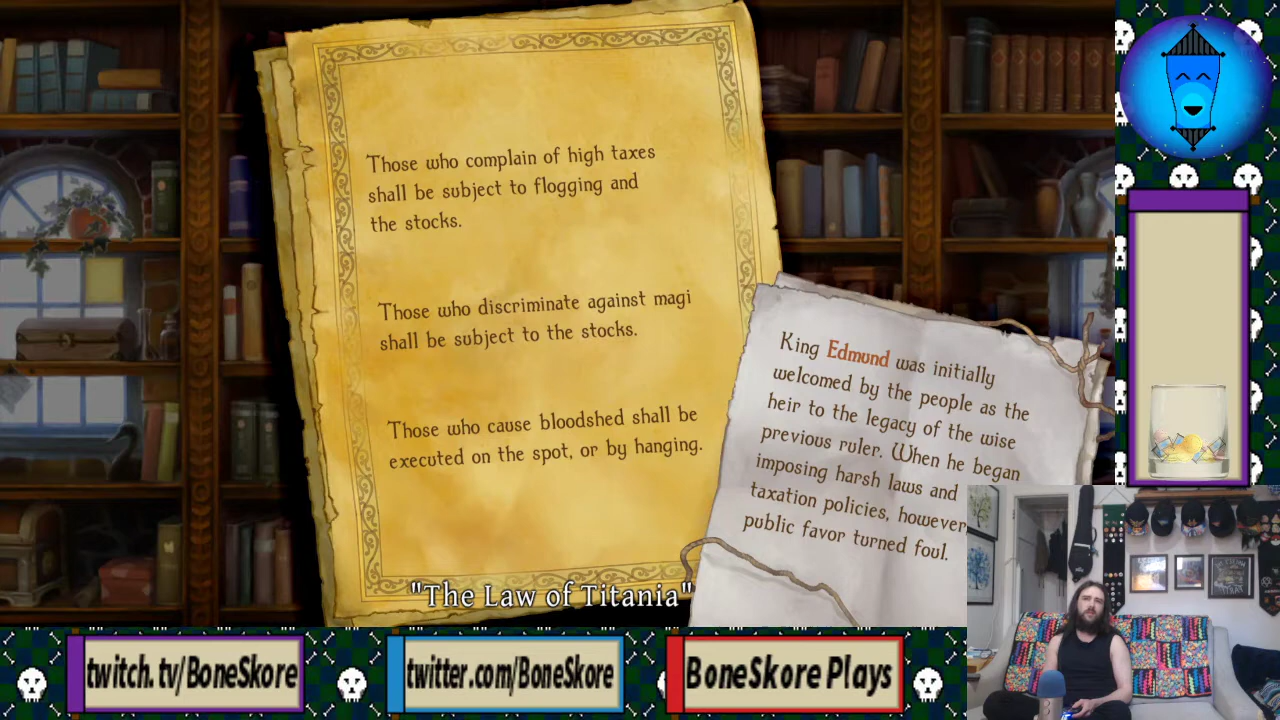 Those who complain of high taxes
shall be subject to flogging and
the stocks.
Those who discriminate against magi
shall be subject to the stocks.
Those who cause bloodshed shall be
executed on the spot, or by hanging.
King Edmund was initially
welcomed by the people as the
heir to the legacy of the wise
previous ruler. When he began
imposing harsh laws and
taxation policies, however,
public favor turned foul.
"The Law of Titania"
twitch.tv/BoneSkore
twitter.com/BoneSkore
BoneSkore Plays